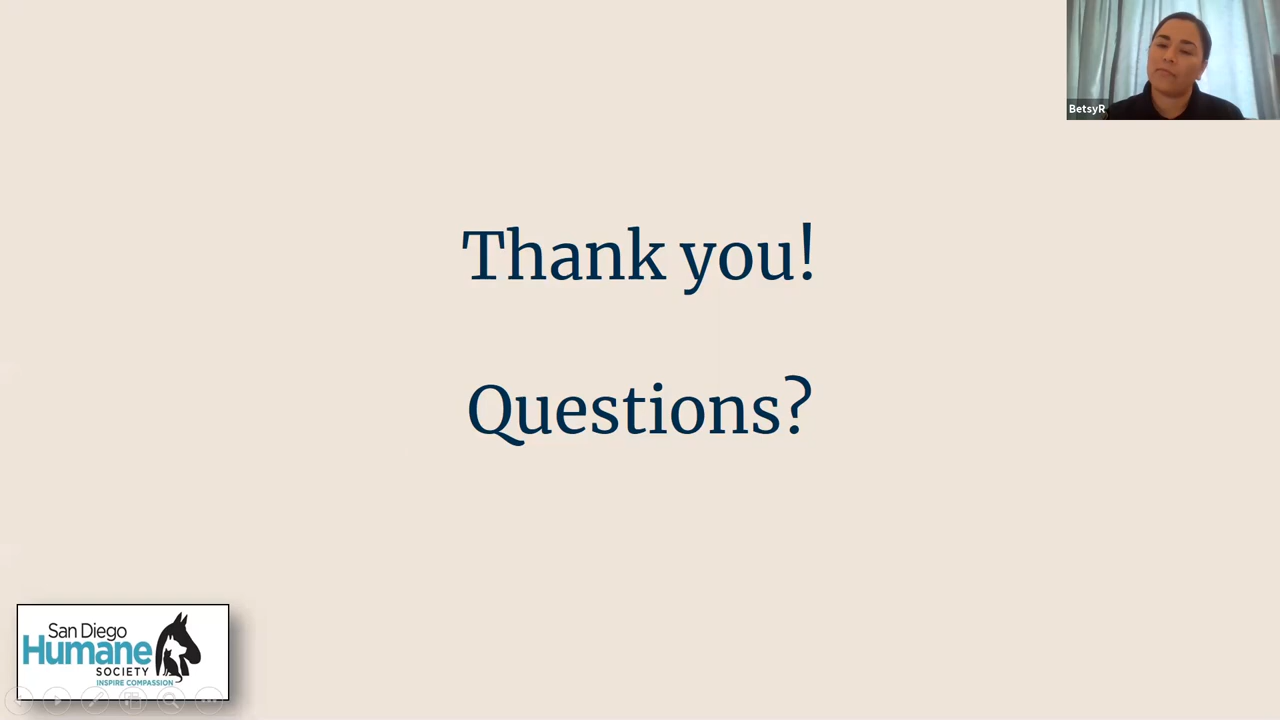 BetsyR
Thank you!
Questions?
San Diego
Humane
SOCIETY
INSPIRE COMPASSION